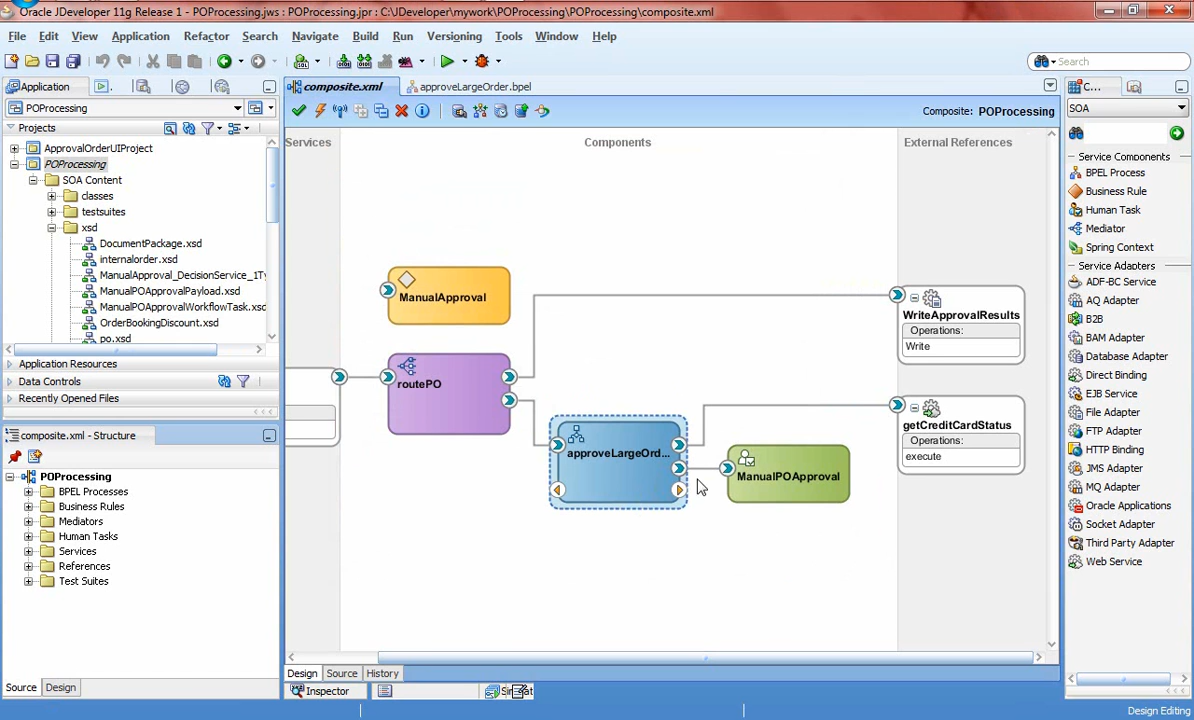 Oracle JDeveloper 11g Release 1 - POProcessing.jws : POProcessing.jpr : C:\JDeveloper\mywork\POProcessing\POProcessing\composite.xml
File Edit View Application Refactor Search Navigate Build Run Versioning Tools Window Help
Search
Application
POProcessing
Projects
ApprovalOrderUIProject
POProcessing
SOA Content
classes
testsuites
xsd
DocumentPackage.xsd
internalorder.xsd
ManualApproval_DecisionService_1Ty
ManualPOApprovalPayload.xsd
ManualPOApprovalWorkflowTask.xsd
OrderBookingDiscount.xsd
po.xsd
Application Resources
Data Controls
Recently Opened Files
composite.xml - Structure
POProcessing
BPEL Processes
Business Rules
Mediators
Human Tasks
Services
References
Test Suites
Source Design
composite.xml
approveLargeOrder.bpel
Composite: POProcessing
Services
Components
External References
ManualApproval
routePO
approveLargeOrd...
ManualPOApproval
WriteApprovalResults
Operations:
Write
getCreditCardStatus
Operations:
execute
Design Source History
Inspector
C...
SOA
Service Components
BPEL Process
Business Rule
Human Task
Mediator
Spring Context
Service Adapters
ADF-BC Service
AQ Adapter
B2B
BAM Adapter
Database Adapter
Direct Binding
EJB Service
File Adapter
FTP Adapter
HTTP Binding
JMS Adapter
MQ Adapter
Oracle Applications
Socket Adapter
Third Party Adapter
Web Service
Design Editing